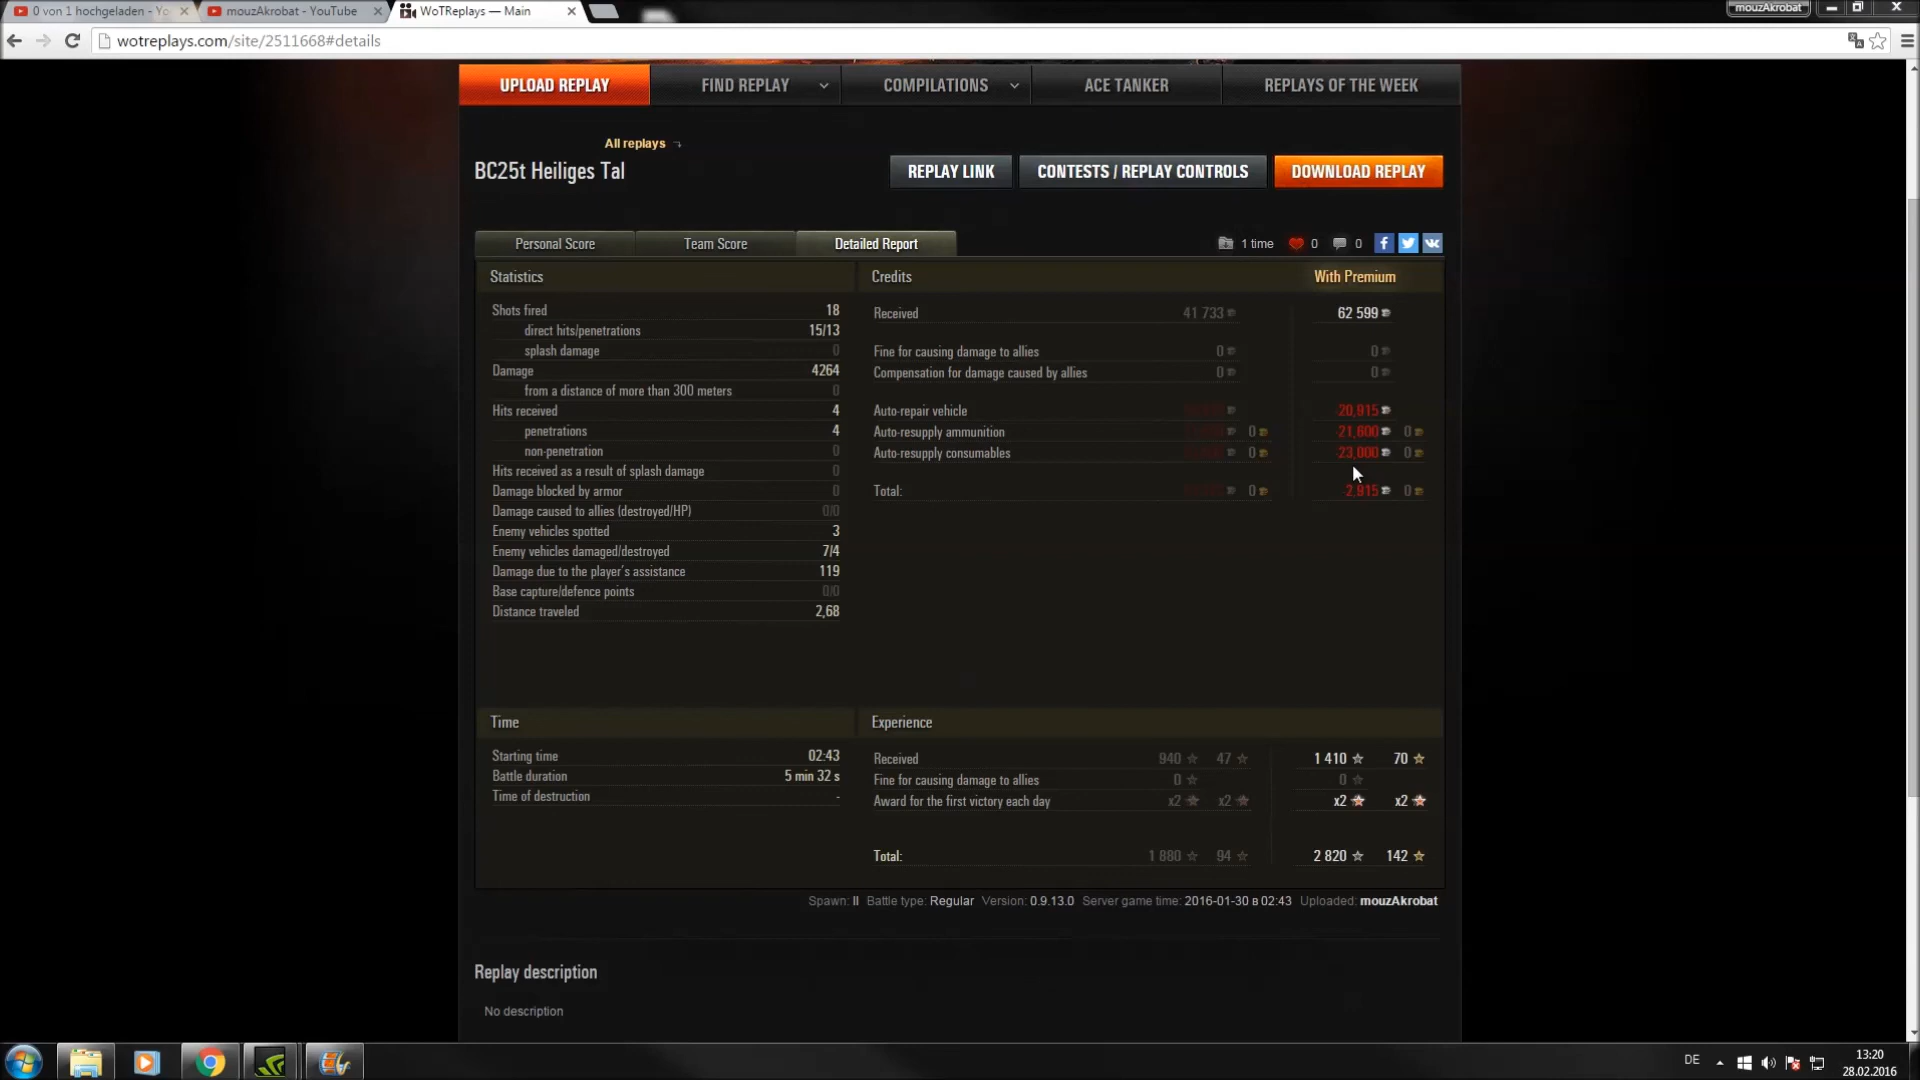 0 von 1 hochgeladen - Yo
mouzAkrobat - YouTube
WoTReplays — Main
mouzAkrobat
wotreplays.com/site/2511668#details
UPLOAD REPLAY
FIND REPLAY
COMPILATIONS
ACE TANKER
REPLAYS OF THE WEEK
All replays
BC25t Heiliges Tal
REPLAY LINK
CONTESTS / REPLAY CONTROLS
DOWNLOAD REPLAY
Personal Score
Team Score
Detailed Report
1 time 0 0
Statistics
Shots fired 18
direct hits/penetrations 15/13
splash damage 0
Damage 4264
from a distance of more than 300 meters 0
Hits received 4
penetrations 4
non-penetration 0
Hits received as a result of splash damage 0
Damage blocked by armor 0
Damage caused to allies (destroyed/HP) 0/0
Enemy vehicles spotted 3
Enemy vehicles damaged/destroyed 7/4
Damage due to the player's assistance 119
Base capture/defence points 0/0
Distance traveled 2,68
Credits With Premium
Received 41 733 62 599
Fine for causing damage to allies 0 0
Compensation for damage caused by allies 0 0
Auto-repair vehicle -20,915
Auto-resupply ammunition 0 -21,600 0
Auto-resupply consumables 0 -23,000 0
Total: 0 -2,915 0
Time
Starting time 02:43
Battle duration 5 min 32 s
Time of destruction -
Experience
Received 940 47 1 410 70
Fine for causing damage to allies 0 0
Award for the first victory each day x2 x2 x2 x2
Total: 1 880 94 2 820 142
Spawn: II Battle type: Regular Version: 0.9.13.0 Server game time: 2016-01-30 в 02:43 Uploaded: mouzAkrobat
Replay description
No description
DE
13:20
28.02.2016